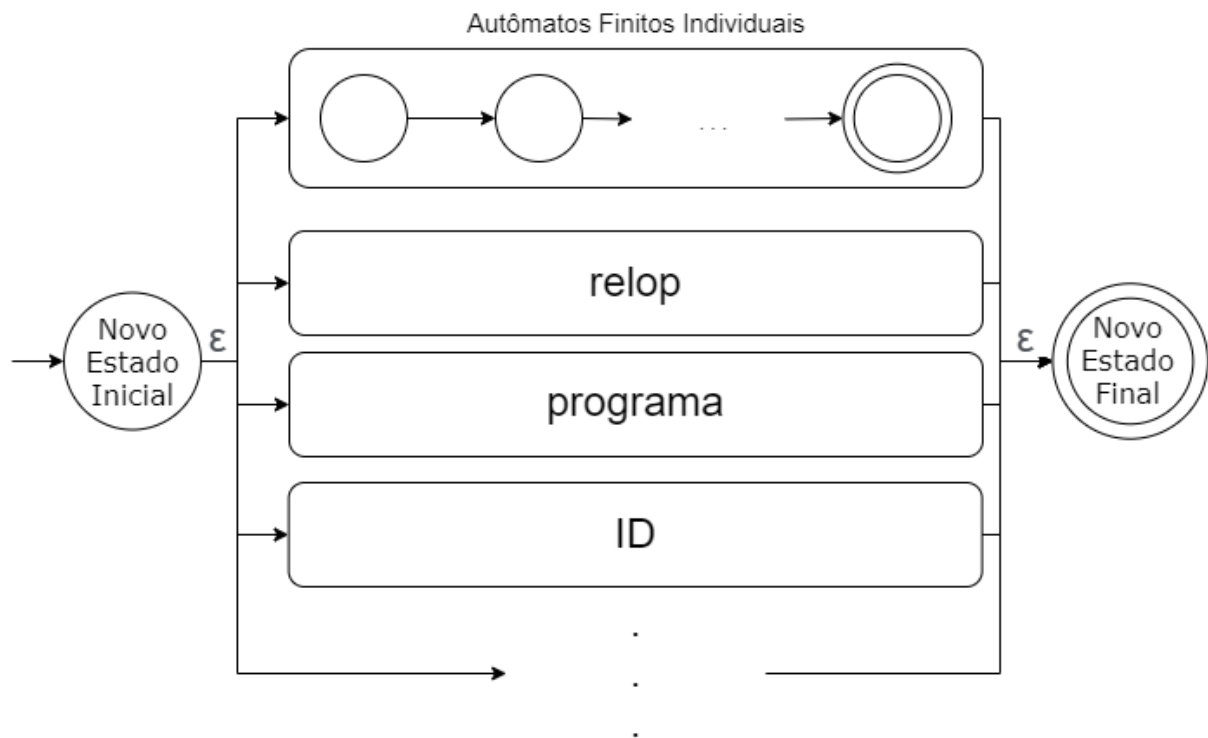 Autômatos Finitos Individuais
. . .
relop
Novo
Estado
Inicial
ε
ε
Novo
Estado
Final
programa
ID
.
.
.